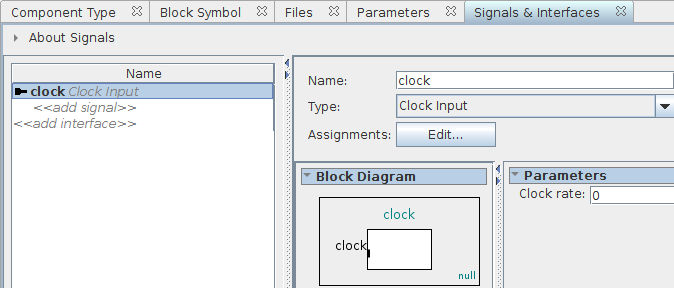 Component Type Block Symbol Files Parameters Signals & Interfaces
About Signals
Name
clock Clock Input
<<add signal>>
<<add interface>>
Name: clock
Type: Clock Input
Assignments: Edit...
Block Diagram
clock
clock
null
Parameters
Clock rate: 0